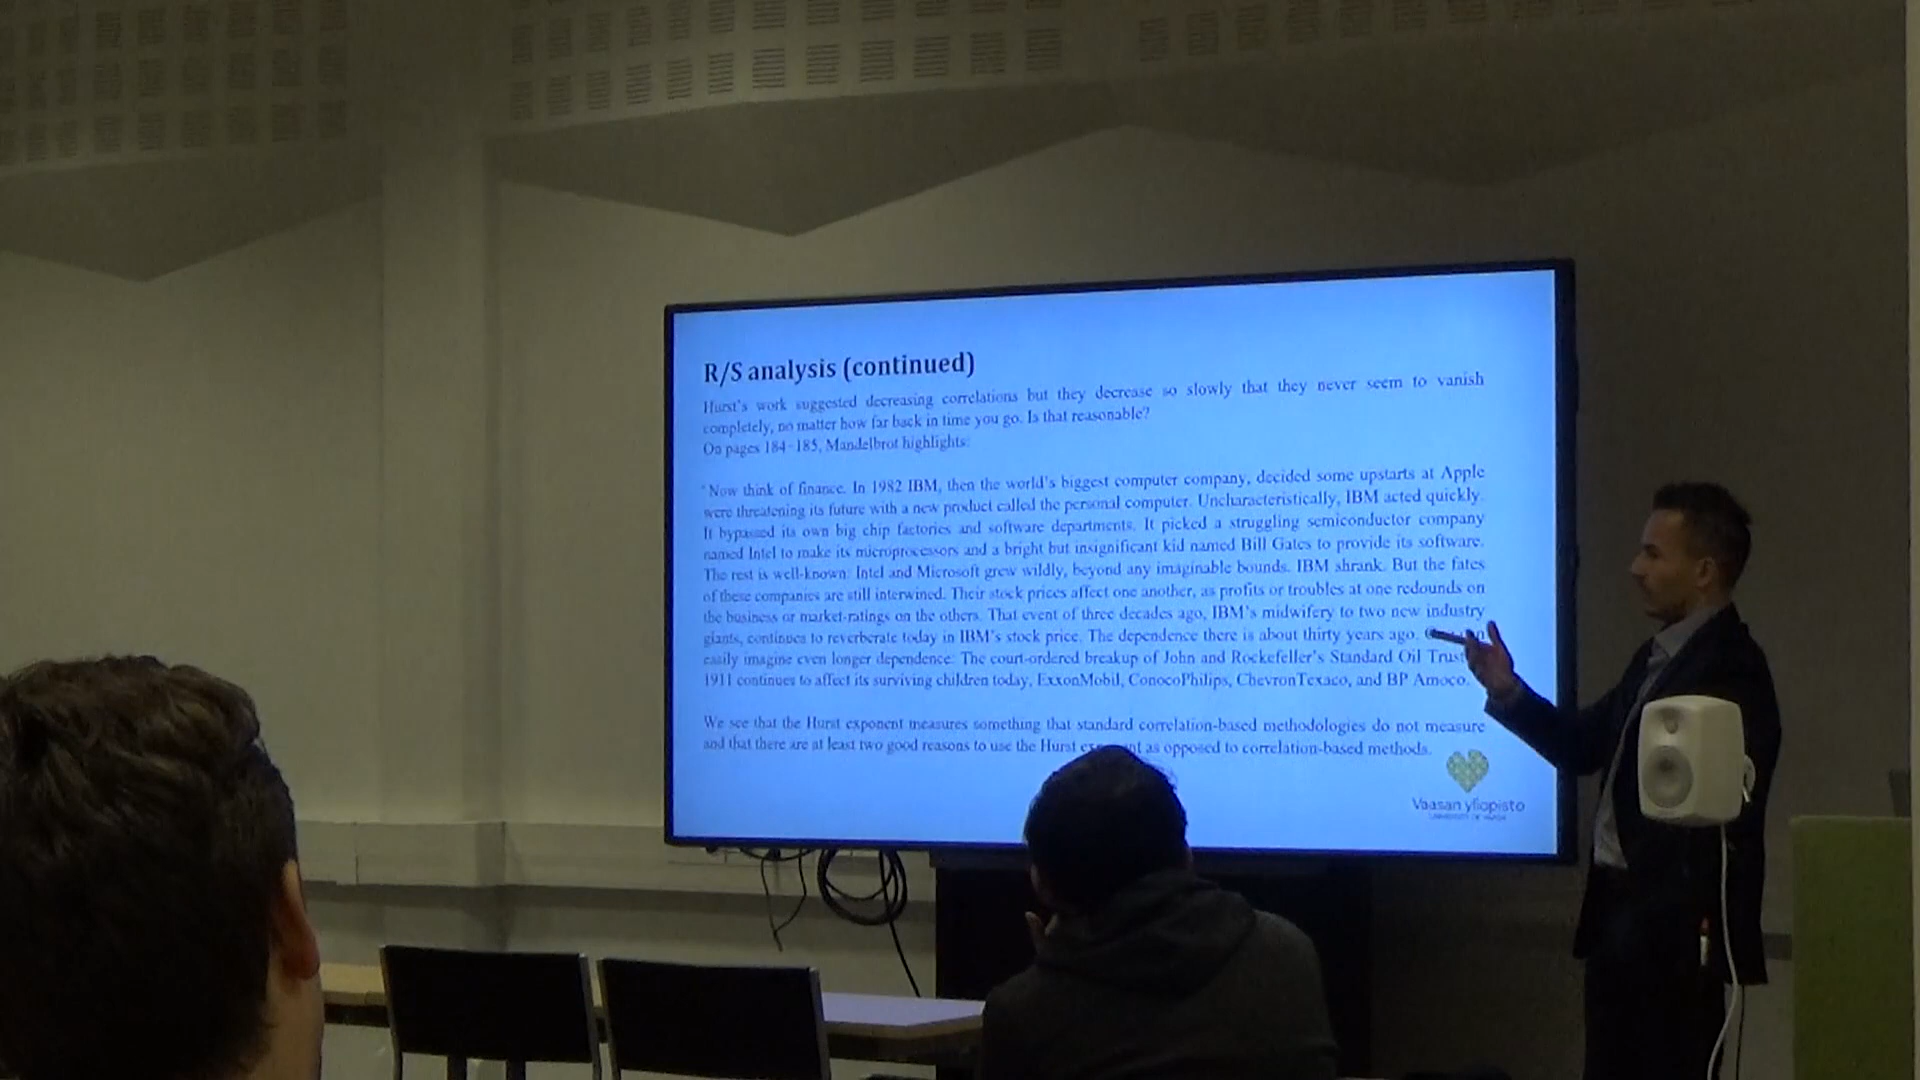 R/S analysis (continued)
Hurst's work suggested decreasing correlations but they decrease so slowly that they never seem to vanish
completely, no matter how far back in time you go. Is that reasonable?
On pages 184-185, Mandelbrot highlights:
"Now think of finance. In 1982 IBM, then the world's biggest computer company, decided some upstarts at Apple
were threatening its future with a new product called the personal computer. Uncharacteristically, IBM acted quickly.
It bypassed its own big chip factories and software departments. It picked a struggling semiconductor company
named Intel to make its microprocessors and a bright but insignificant kid named Bill Gates to provide its software.
The rest is well-known: Intel and Microsoft grew wildly, beyond any imaginable bounds. IBM shrank. But the fates
of these companies are still interwined. Their stock prices affect one another, as profits or troubles at one redounds on
the business or market-ratings on the others. That event of three decades ago, IBM's midwifery to two new industry
giants, continues to reverberate today in IBM's stock price. The dependence there is about thirty years ago.
easily imagine even longer dependence: The court-ordered breakup of John and Rockefeller's Standard Oil Trust
1911 continues to affect its surviving children today, ExxonMobil, ConocoPhilips, ChevronTexaco, and BP Amoco.
We see that the Hurst exponent measures something that standard correlation-based methodologies do not measure
and that there are at least two good reasons to use the Hurst as opposed to correlation-based methods.
Vaasan yliopisto
UNIVERSITY OF VAASA